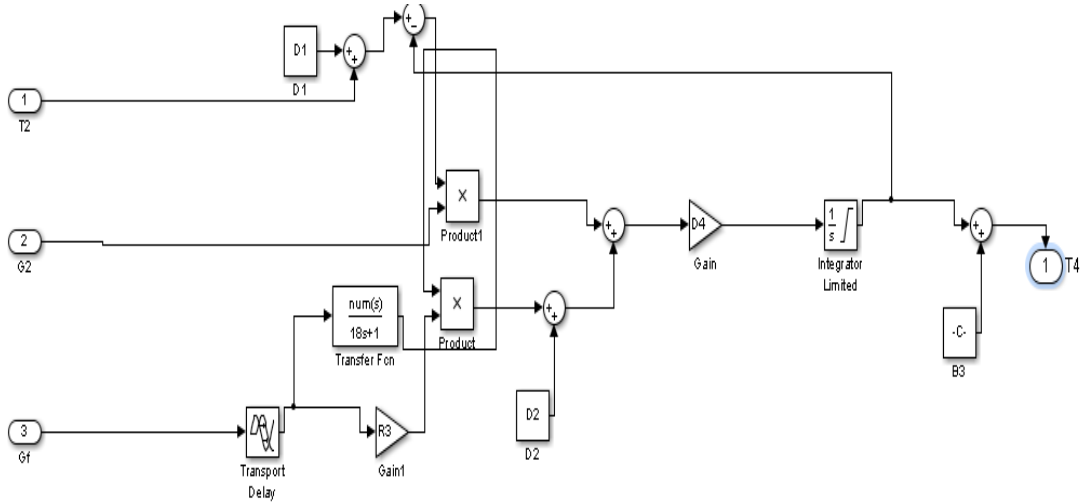 D1
D1
1
T2
2
G2
×
Product1
D4
Gain
1
s
Integrator
Limited
1
T4
×
Product
num(s)
18s+1
Transfer Fcn
-C-
B3
D2
D2
3
Gf
Transport
Delay
R3
Gain1